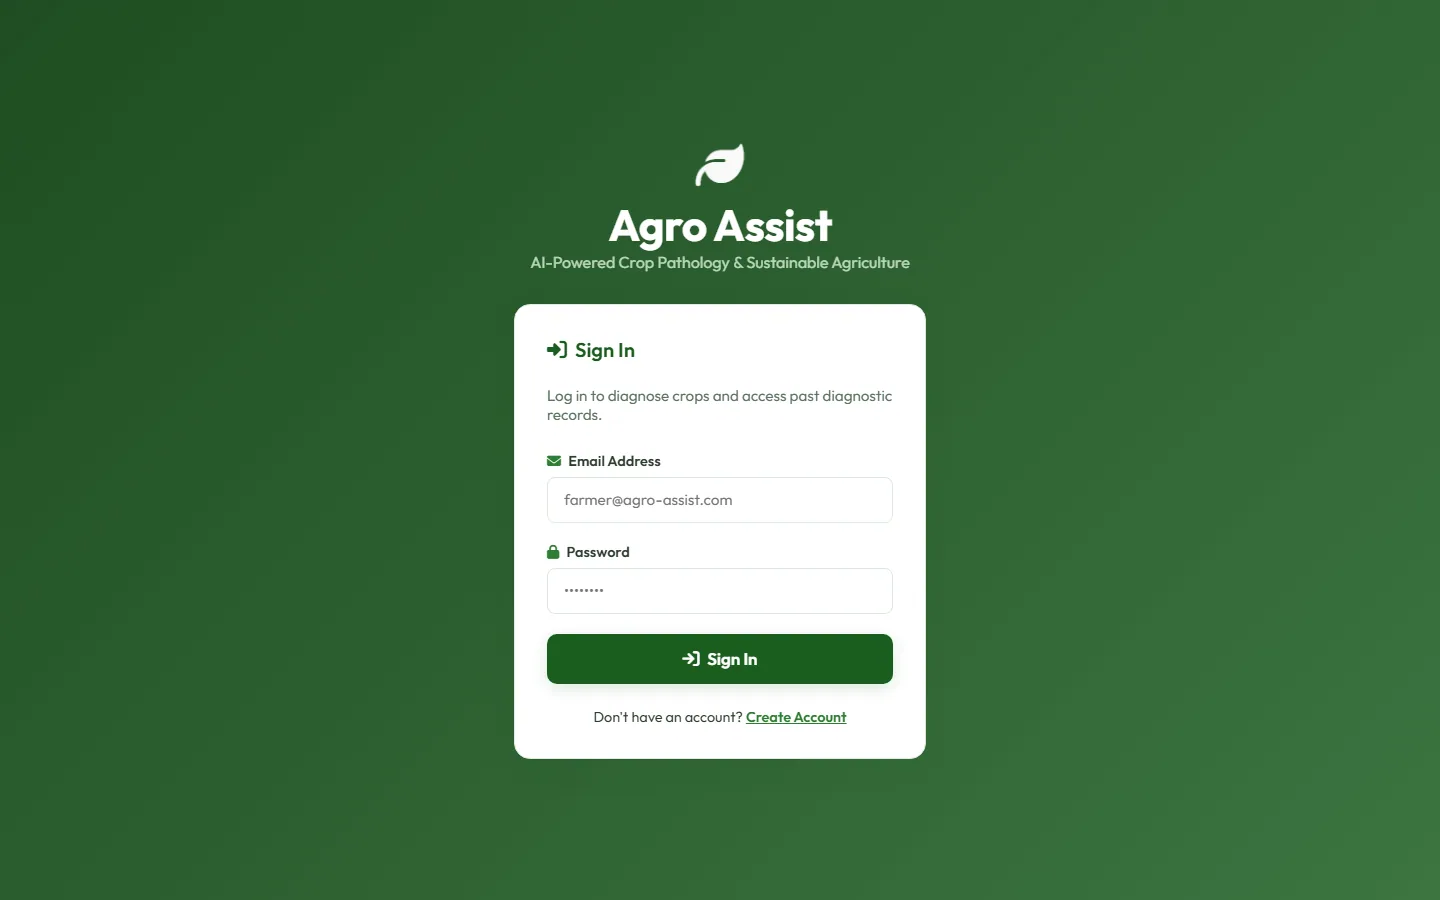 Agro Assist
AI-Powered Crop Pathology & Sustainable Agriculture
Sign In
Log in to diagnose crops and access past diagnostic
records.
Email Address
farmer@agro-assist.com
Password
••••••••
Sign In
Don't have an account? Create Account